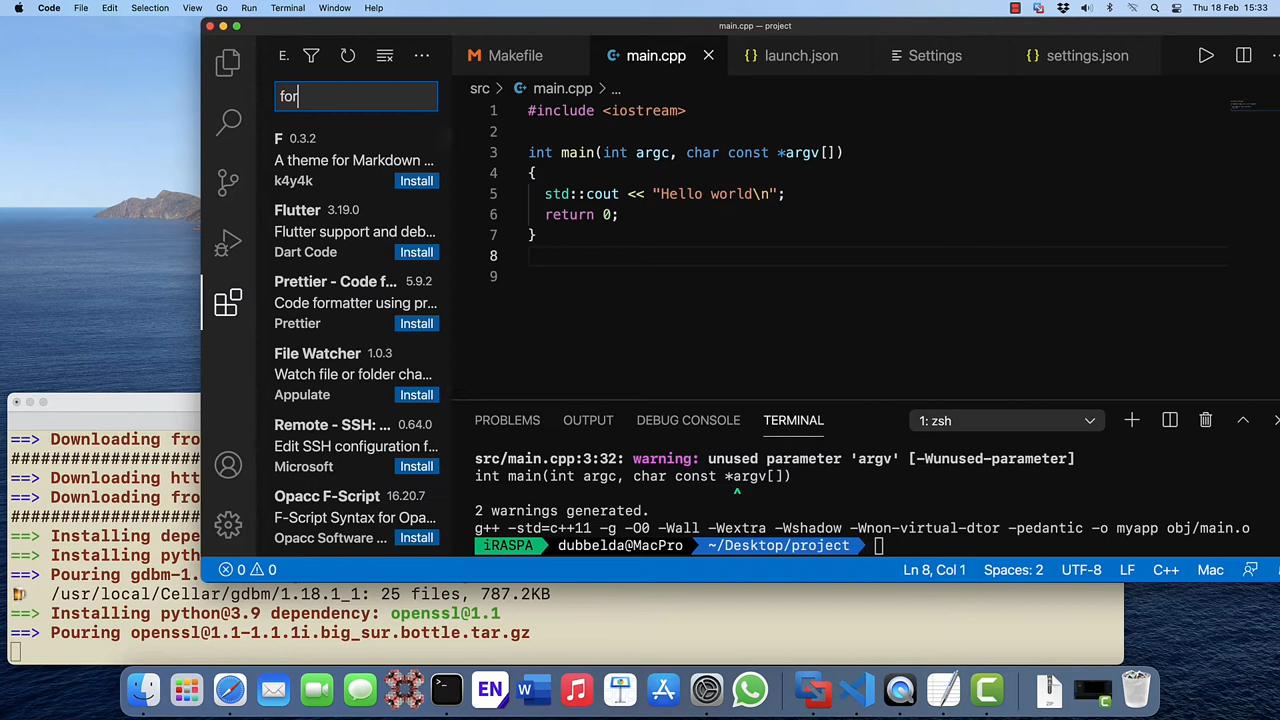 Code File Edit Selection View Go Run Terminal Window Help Thu 18 Feb 15:33
main.cpp — project
E.
for
F 0.3.2
A theme for Markdown ...
k4y4k Install
Flutter 3.19.0
Flutter support and deb...
Dart Code Install
Prettier - Code f... 5.9.2
Code formatter using pr...
Prettier Install
File Watcher 1.0.3
Watch file or folder cha...
Appulate Install
Remote - SSH: ... 0.64.0
Edit SSH configuration f...
Microsoft Install
Opacc F-Script 16.20.7
F-Script Syntax for Opa...
Opacc Software ... Install
Makefile main.cpp launch.json Settings settings.json
src > main.cpp > ...
1 #include <iostream>
2
3 int main(int argc, char const *argv[])
4 {
5 std::cout << "Hello world\n";
6 return 0;
7 }
8
9
PROBLEMS OUTPUT DEBUG CONSOLE TERMINAL 1: zsh
src/main.cpp:3:32: warning: unused parameter 'argv' [-Wunused-parameter]
int main(int argc, char const *argv[])
^
2 warnings generated.
g++ -std=c++11 -g -O0 -Wall -Wextra -Wshadow -Wnon-virtual-dtor -pedantic -o myapp obj/main.o
iRASPA dubbelda@MacPro ~/Desktop/project
0 0 Ln 8, Col 1 Spaces: 2 UTF-8 LF C++ Mac
==> Downloading fro
####################
==> Downloading htt
==> Downloading fro
####################
==> Installing depe
==> Installing pyth
==> Pouring gdbm-1.
/usr/local/Cellar/gdbm/1.18.1_1: 25 files, 787.2KB
==> Installing python@3.9 dependency: openssl@1.1
==> Pouring openssl@1.1-1.1.1i.big_sur.bottle.tar.gz
EN
ZIP